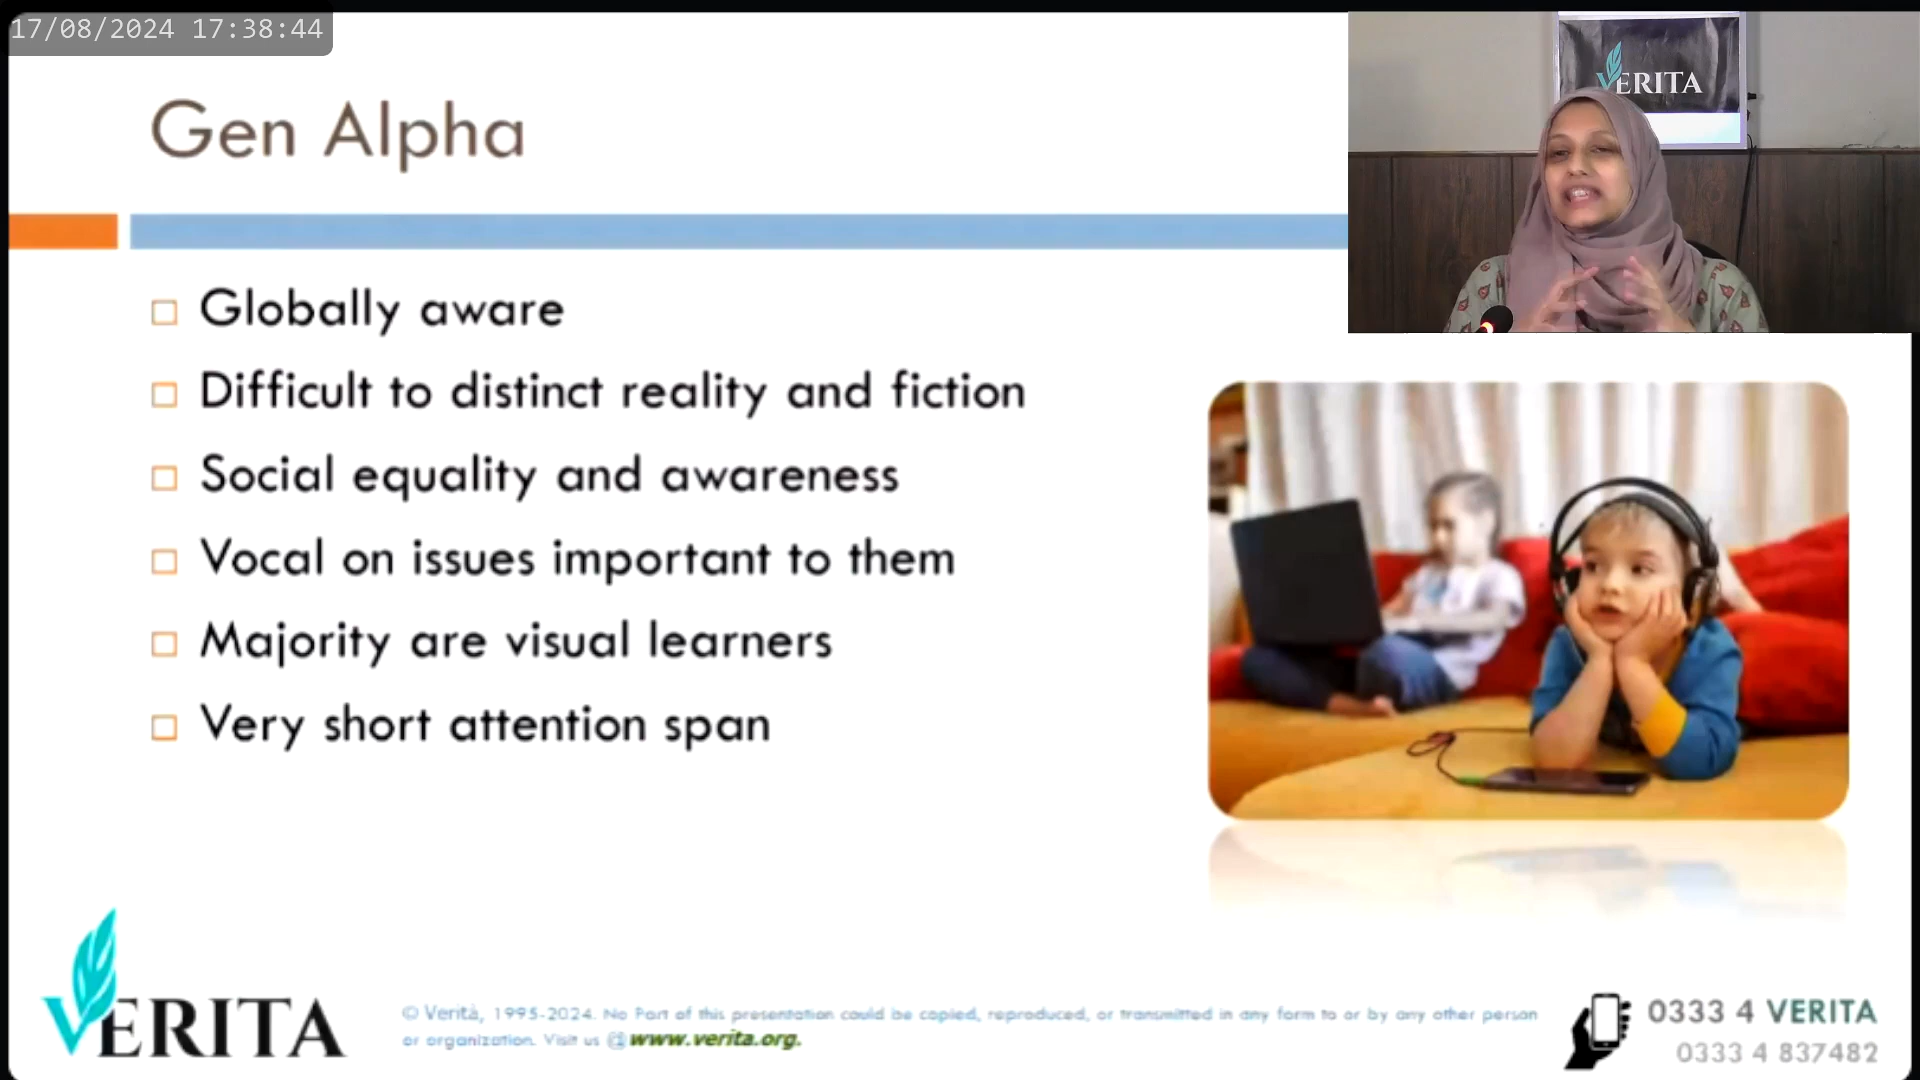 17/08/2024 17:38:44
VERITA
Gen Alpha
Globally aware
Difficult to distinct reality and fiction
Social equality and awareness
Vocal on issues important to them
Majority are visual learners
Very short attention span
VERITA
© Verità, 1995-2024. No Part of this presentation could be copied, reproduced, or transmitted in any form to or by any other person
or organization. Visit us @ www.verita.org.
0333 4 VERITA
0333 4 837482